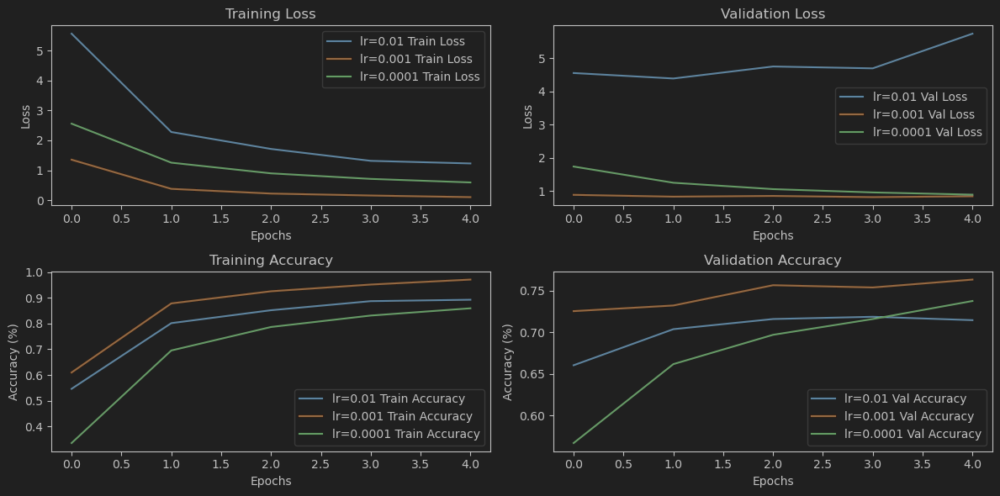 Training Loss
5
4
3
2
1
0
Loss
lr=0.01 Train Loss
lr=0.001 Train Loss
lr=0.0001 Train Loss
0.0 0.5 1.0 1.5 2.0 2.5 3.0 3.5 4.0
Epochs
Validation Loss
5
4
3
2
1
Loss
lr=0.01 Val Loss
lr=0.001 Val Loss
lr=0.0001 Val Loss
0.0 0.5 1.0 1.5 2.0 2.5 3.0 3.5 4.0
Epochs
Training Accuracy
1.0
0.9
0.8
0.7
0.6
0.5
0.4
Accuracy (%)
lr=0.01 Train Accuracy
lr=0.001 Train Accuracy
lr=0.0001 Train Accuracy
0.0 0.5 1.0 1.5 2.0 2.5 3.0 3.5 4.0
Epochs
Validation Accuracy
0.75
0.70
0.65
0.60
Accuracy (%)
lr=0.01 Val Accuracy
lr=0.001 Val Accuracy
lr=0.0001 Val Accuracy
0.0 0.5 1.0 1.5 2.0 2.5 3.0 3.5 4.0
Epochs